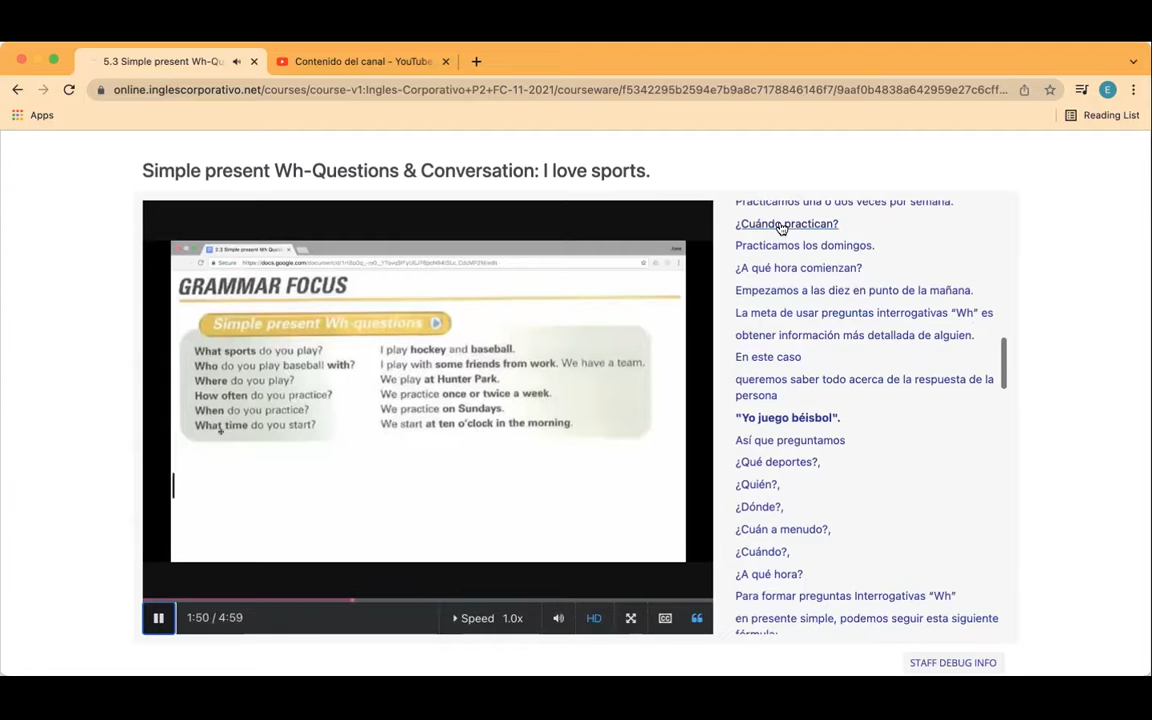 5.3 Simple present Wh-Qu
Contenido del canal - YouTube
online.inglescorporativo.net/courses/course-v1:Ingles-Corporativo+P2+FC-11-2021/courseware/f5342295b2594e7b9a8c7178846146f7/9aaf0b4838a642959e27c6cff...
E
Apps
Reading List
Simple present Wh-Questions & Conversation: I love sports.
2.3 Simple present Wh Quest
Secure
GRAMMAR FOCUS
Simple present Wh-questions
What sports do you play? I play hockey and baseball.
Who do you play baseball with? I play with some friends from work. We have a team.
Where do you play? We play at Hunter Park.
How often do you practice? We practice once or twice a week.
When do you practice? We practice on Sundays.
What time do you start? We start at ten o'clock in the morning.
1:50 / 4:59
Speed 1.0x
HD
CC
Practicamos una o dos veces por semana.
¿Cuándo practican?
Practicamos los domingos.
¿A qué hora comienzan?
Empezamos a las diez en punto de la mañana.
La meta de usar preguntas interrogativas “Wh” es
obtener información más detallada de alguien.
En este caso
queremos saber todo acerca de la respuesta de la
persona
"Yo juego béisbol".
Así que preguntamos
¿Qué deportes?,
¿Quién?,
¿Dónde?,
¿Cuán a menudo?,
¿Cuándo?,
¿A qué hora?
Para formar preguntas Interrogativas “Wh”
en presente simple, podemos seguir esta siguiente
fórmula:
STAFF DEBUG INFO